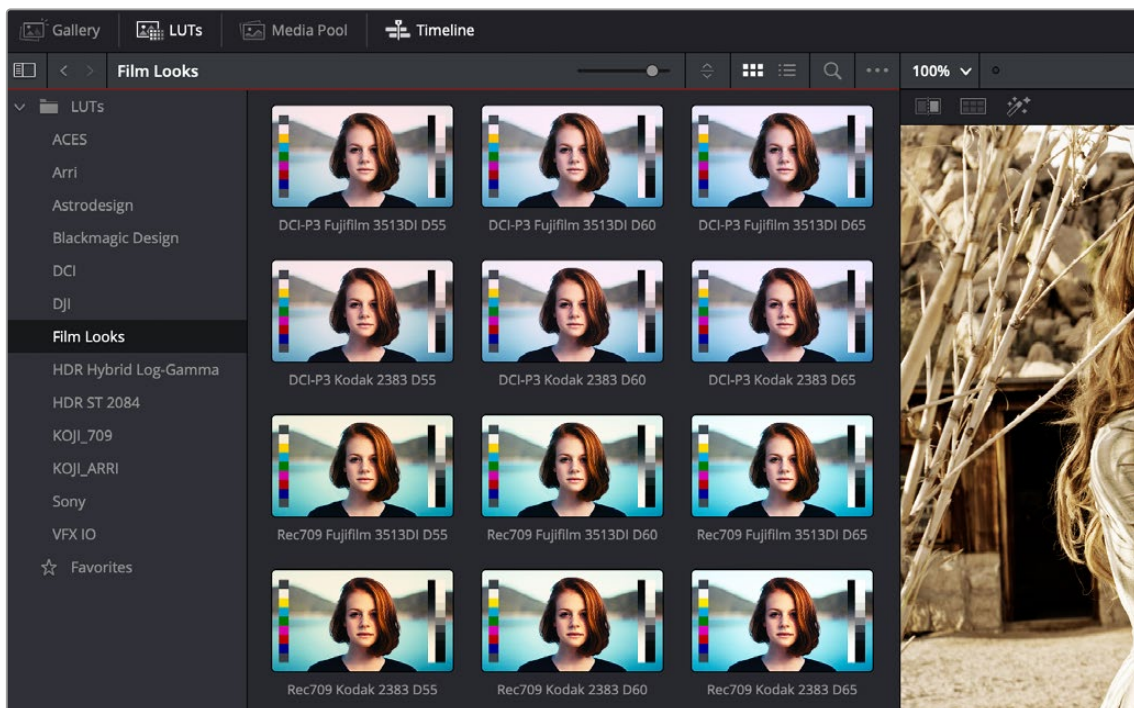 Gallery
LUTs
Media Pool
Timeline
Film Looks
100%
LUTs
ACES
Arri
Astrodesign
Blackmagic Design
DCI
DJI
Film Looks
HDR Hybrid Log-Gamma
HDR ST 2084
KOJI_709
KOJI_ARRI
Sony
VFX IO
Favorites
DCI-P3 Fujifilm 3513DI D55
DCI-P3 Fujifilm 3513DI D60
DCI-P3 Fujifilm 3513DI D65
DCI-P3 Kodak 2383 D55
DCI-P3 Kodak 2383 D60
DCI-P3 Kodak 2383 D65
Rec709 Fujifilm 3513DI D55
Rec709 Fujifilm 3513DI D60
Rec709 Fujifilm 3513DI D65
Rec709 Kodak 2383 D55
Rec709 Kodak 2383 D60
Rec709 Kodak 2383 D65